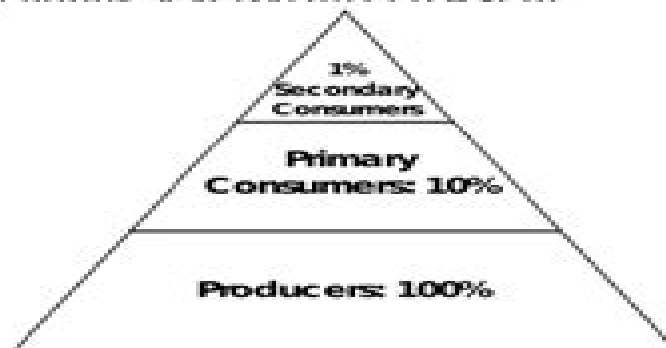 1%
Secondary
Consumers
Primary
Consumers: 10%
Producers: 100%